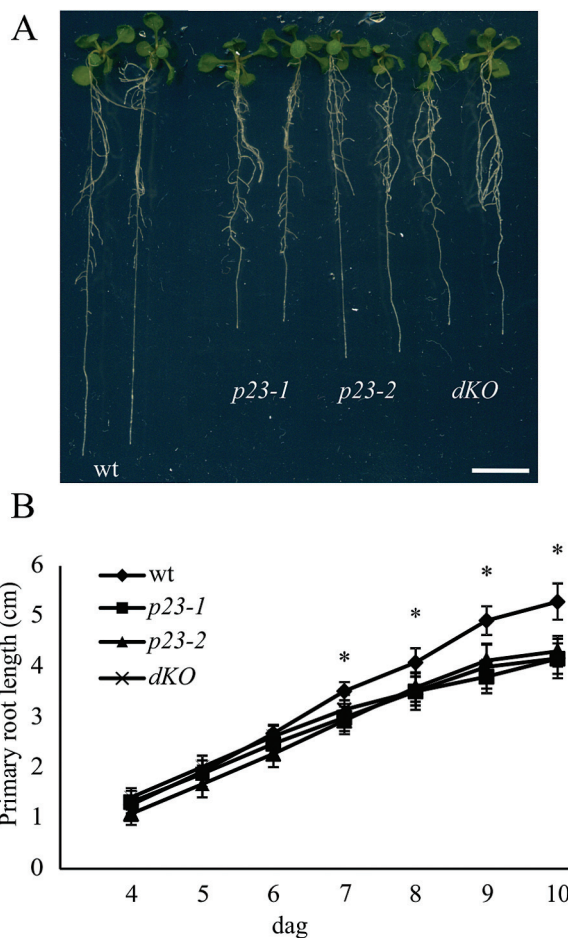 A
p23-1 p23-2 dKO
wt
B
6
5
4
3
2
1
0
Primary root length (cm)
wt
p23-1
p23-2
dKO
* * * *
4 5 6 7 8 9 10
dag